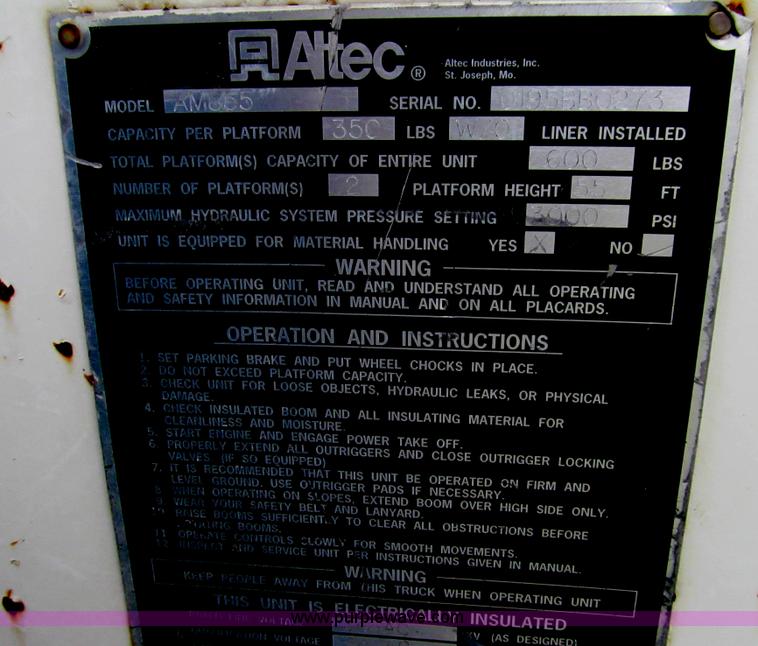 Altec ®
Altec Industries, Inc.
St. Joseph, Mo.
MODEL AM855 SERIAL NO.
CAPACITY PER PLATFORM 350 LBS W/O LINER INSTALLED
TOTAL PLATFORM(S) CAPACITY OF ENTIRE UNIT 600 LBS
NUMBER OF PLATFORM(S) 2 PLATFORM HEIGHT 55 FT
MAXIMUM HYDRAULIC SYSTEM PRESSURE SETTING 3000 PSI
UNIT IS EQUIPPED FOR MATERIAL HANDLING YES X NO
WARNING
BEFORE OPERATING UNIT, READ AND UNDERSTAND ALL OPERATING
AND SAFETY INFORMATION IN MANUAL AND ON ALL PLACARDS.
OPERATION AND INSTRUCTIONS
1. SET PARKING BRAKE AND PUT WHEEL CHOCKS IN PLACE.
2. DO NOT EXCEED PLATFORM CAPACITY.
3. CHECK UNIT FOR LOOSE OBJECTS, HYDRAULIC LEAKS, OR PHYSICAL
DAMAGE.
4. CHECK INSULATED BOOM AND ALL INSULATING MATERIAL FOR
CLEANLINESS AND MOISTURE.
5. START ENGINE AND ENGAGE POWER TAKE OFF.
6. PROPERLY EXTEND ALL OUTRIGGERS AND CLOSE OUTRIGGER LOCKING
VALVES (IF SO EQUIPPED)
7. IT IS RECOMMENDED THAT THIS UNIT BE OPERATED ON FIRM AND
LEVEL GROUND. USE OUTRIGGER PADS IF NECESSARY.
8. WHEN OPERATING ON SLOPES, EXTEND BOOM OVER HIGH SIDE ONLY.
9. WEAR YOUR SAFETY BELT AND LANYARD.
10. RAISE BOOMS SUFFICIENTLY TO CLEAR ALL OBSTRUCTIONS BEFORE
ROTATING BOOMS.
11. OPERATE CONTROLS SLOWLY FOR SMOOTH MOVEMENTS.
12. INSPECT AND SERVICE UNIT PER INSTRUCTIONS GIVEN IN MANUAL.
WARNING
KEEP PEOPLE AWAY FROM THIS TRUCK WHEN OPERATING UNIT
THIS UNIT IS ELECTRICALLY INSULATED
www.purplewave.com
VOLTAGE KV (AS DESIGNED)